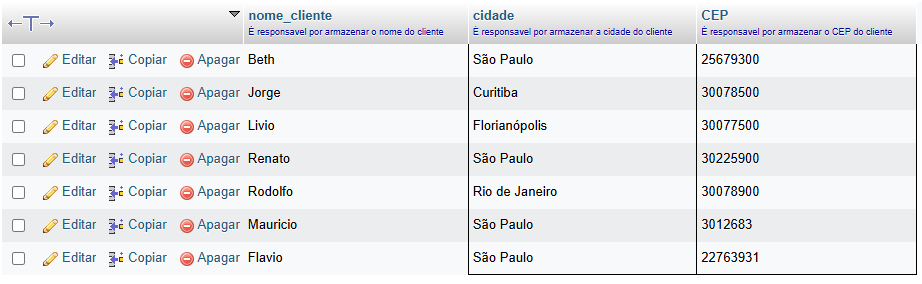 nome_cliente cidade CEP
É responsavel por armazenar o nome do cliente É responsavel por armazenar a cidade do cliente É responsavel por armazenar o CEP do cliente
Editar Copiar Apagar Beth São Paulo 25679300
Editar Copiar Apagar Jorge Curitiba 30078500
Editar Copiar Apagar Livio Florianópolis 30077500
Editar Copiar Apagar Renato São Paulo 30225900
Editar Copiar Apagar Rodolfo Rio de Janeiro 30078900
Editar Copiar Apagar Mauricio São Paulo 3012683
Editar Copiar Apagar Flavio São Paulo 22763931